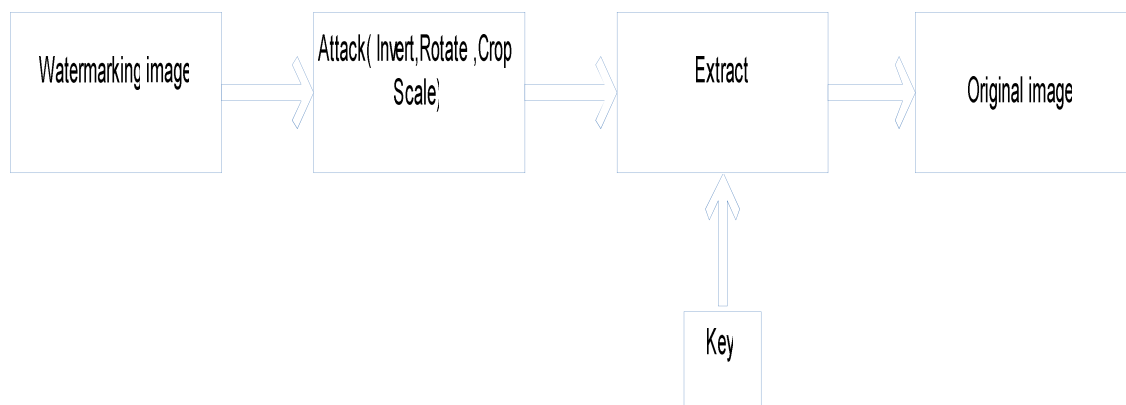 Watermarking image
Attack( Invert,Rotate ,Crop
Scale)
Extract
Original image
Key